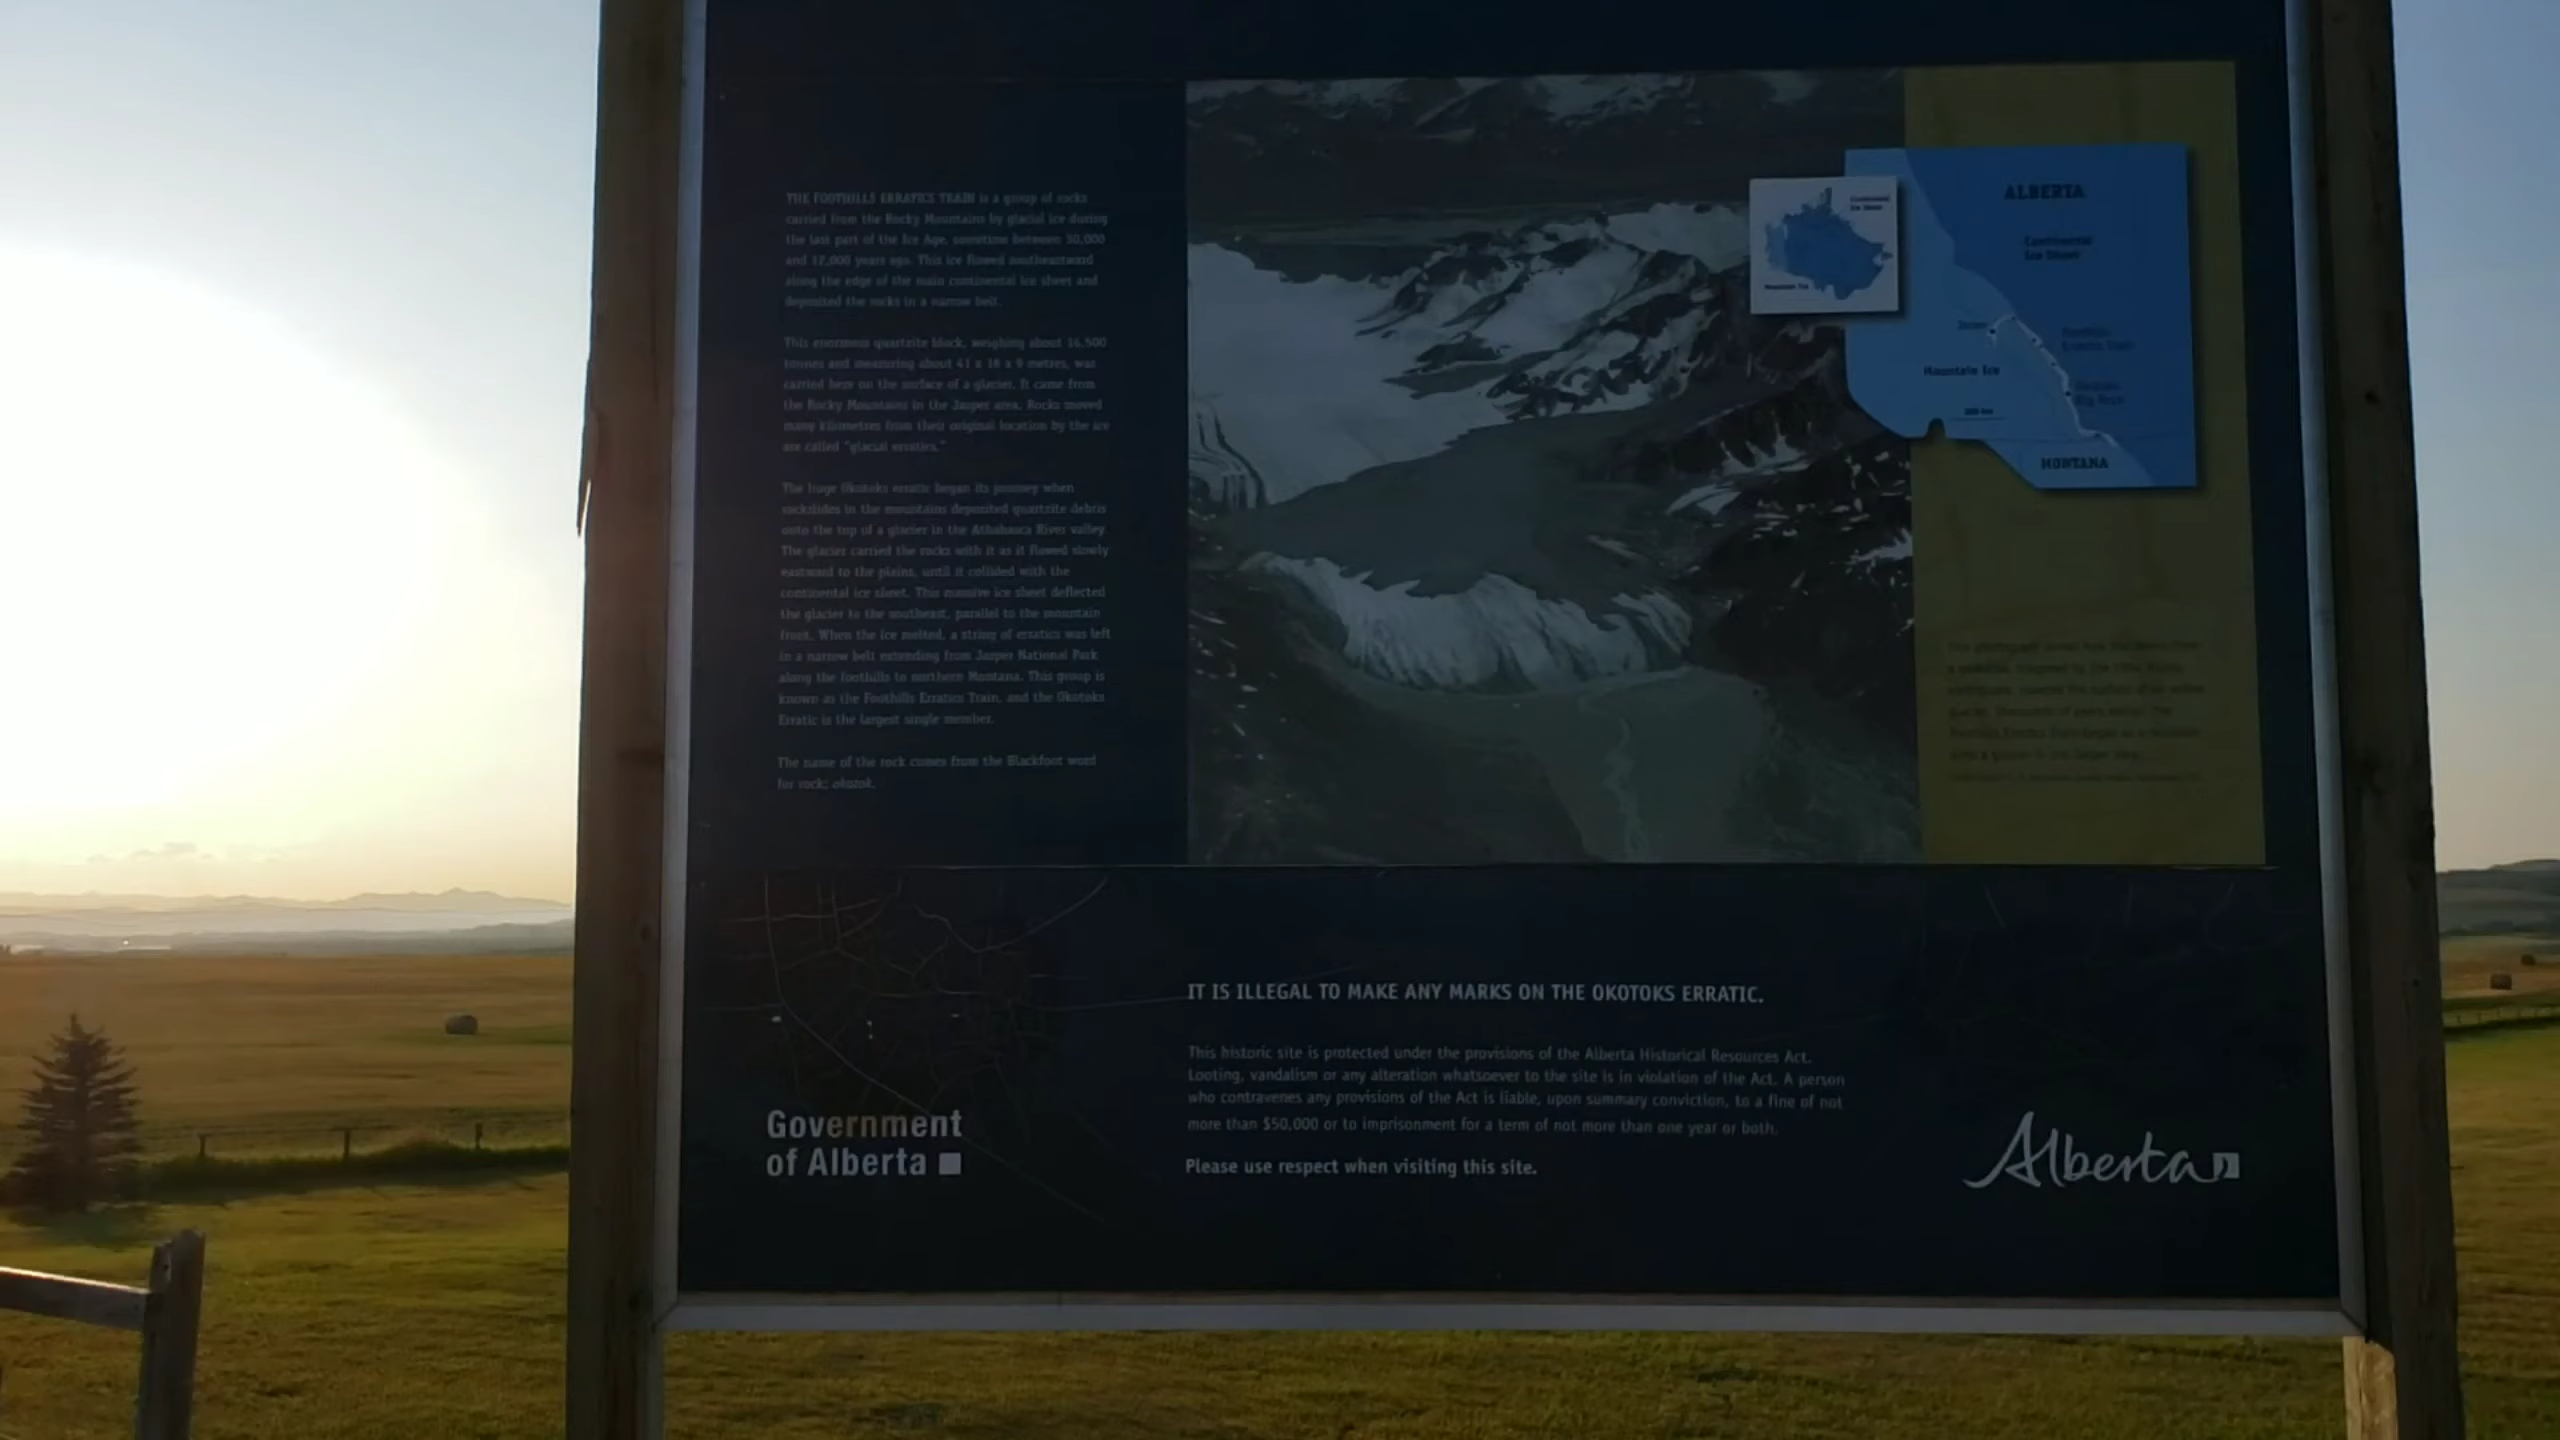 THE FOOTHILLS ERRATICS TRAIN is a group of rocks
carried from the Rocky Mountains by glacial ice during
the last part of the Ice Age, sometime between 30,000
and 12,000 years ago. This ice flowed southeastward
along the edge of the main continental ice sheet and
deposited the rocks in a narrow belt.
This enormous quartzite block, weighing about 16,500
tonnes and measuring about 41 x 18 x 9 metres, was
carried here on the surface of a glacier. It came from
the Rocky Mountains in the Jasper area. Rocks moved
many kilometres from their original location by the ice
are called "glacial erratics."
The huge Okotoks erratic began its journey when
rockslides in the mountains deposited quartzite debris
onto the top of a glacier in the Athabasca River valley.
The glacier carried the rocks with it as it flowed slowly
eastward to the plains, until it collided with the
continental ice sheet. This massive ice sheet deflected
the glacier to the southeast, parallel to the mountain
front. When the ice melted, a string of erratics was left
in a narrow belt extending from Jasper National Park
along the foothills to northern Montana. This group is
known as the Foothills Erratics Train, and the Okotoks
Erratic is the largest single member.
The name of the rock comes from the Blackfoot word
for rock: okatok.
Continental
Ice Sheet
Mountain Ice
ALBERTA
Continental
Ice Sheet
Jasper
Foothills
Erratics Train
Mountain Ice
Okotoks
Big Rock
MONTANA
IT IS ILLEGAL TO MAKE ANY MARKS ON THE OKOTOKS ERRATIC.
This historic site is protected under the provisions of the Alberta Historical Resources Act.
Looting, vandalism or any alteration whatsoever to the site is in violation of the Act. A person
who contravenes any provisions of the Act is liable, upon summary conviction, to a fine of not
more than $50,000 or to imprisonment for a term of not more than one year or both.
Please use respect when visiting this site.
Government
of Alberta
Alberta